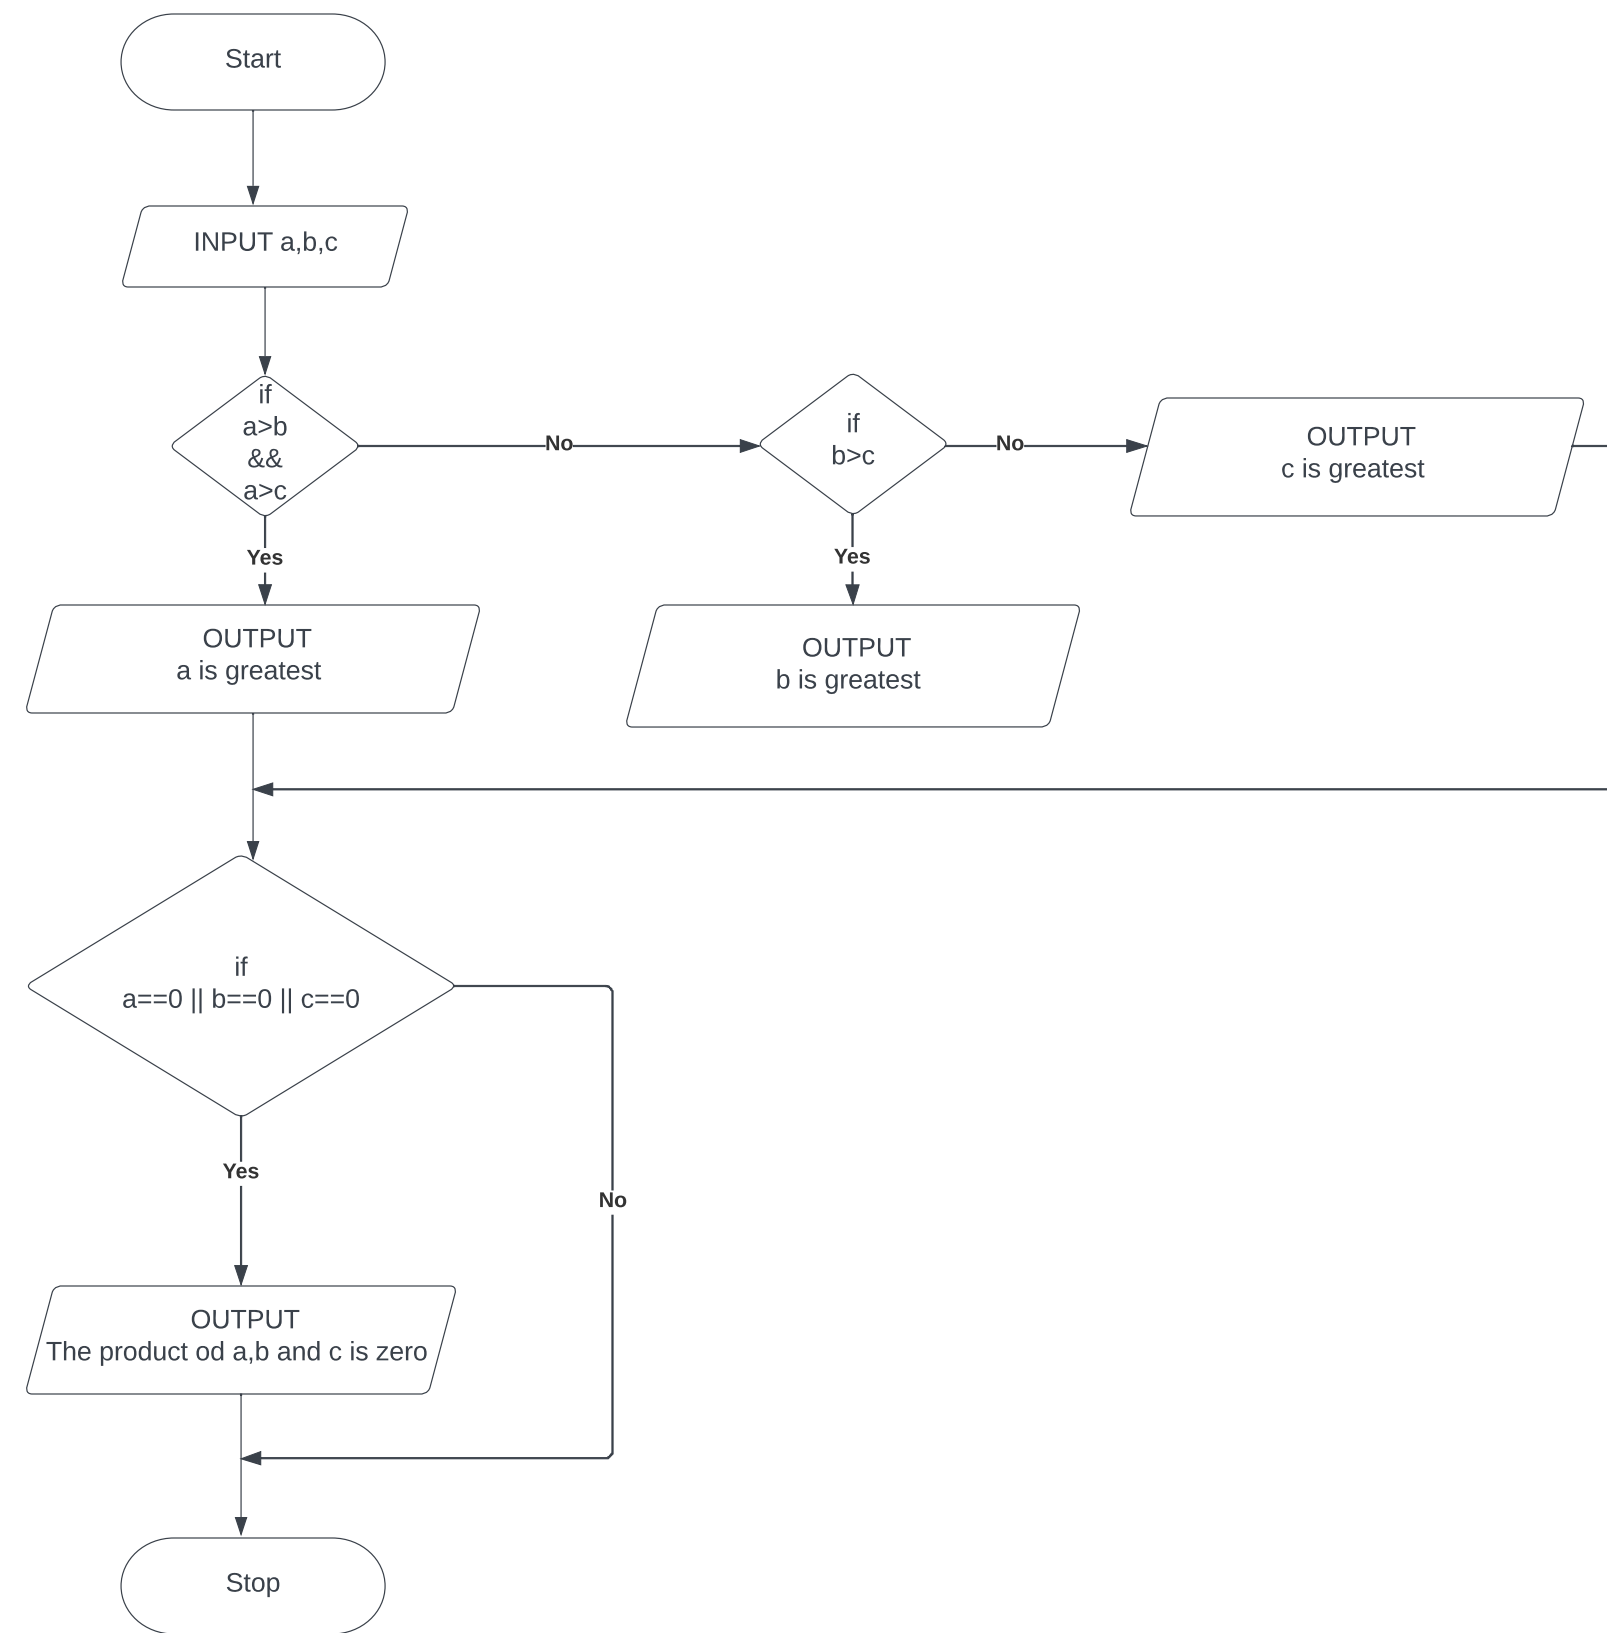 Start
INPUT a,b,c
if
a>b
&&
a>c
No
if
b>c
No
OUTPUT
c is greatest
Yes
Yes
OUTPUT
a is greatest
OUTPUT
b is greatest
if
a==0 || b==0 || c==0
Yes
No
OUTPUT
The product od a,b and c is zero
Stop